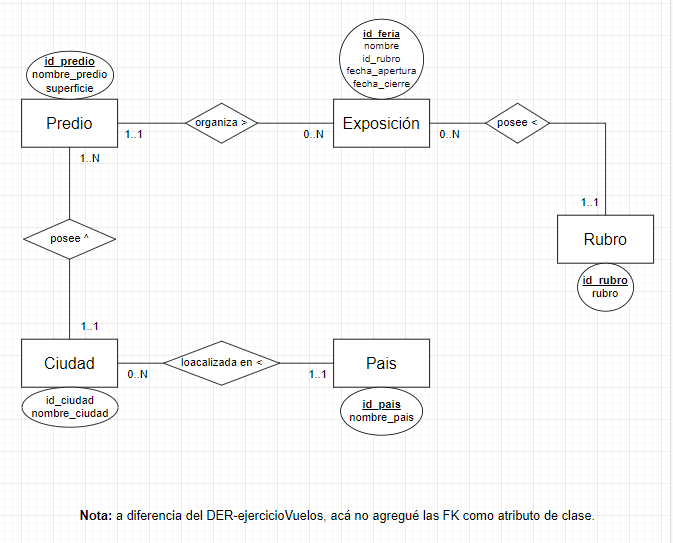 id_feria
nombre
id_rubro
fecha_apertura
fecha_cierre
id_predio
nombre_predio
superficie
Predio
organiza >
Exposición
posee <
1..1
0..N
0..N
1..N
1..1
Rubro
posee ^
id_rubro
rubro
1..1
Ciudad
loacalizada en <
Pais
0..N
1..1
id_ciudad
nombre_ciudad
id_pais
nombre_pais
Nota: a diferencia del DER-ejercicioVuelos, acá no agregué las FK como atributo de clase.